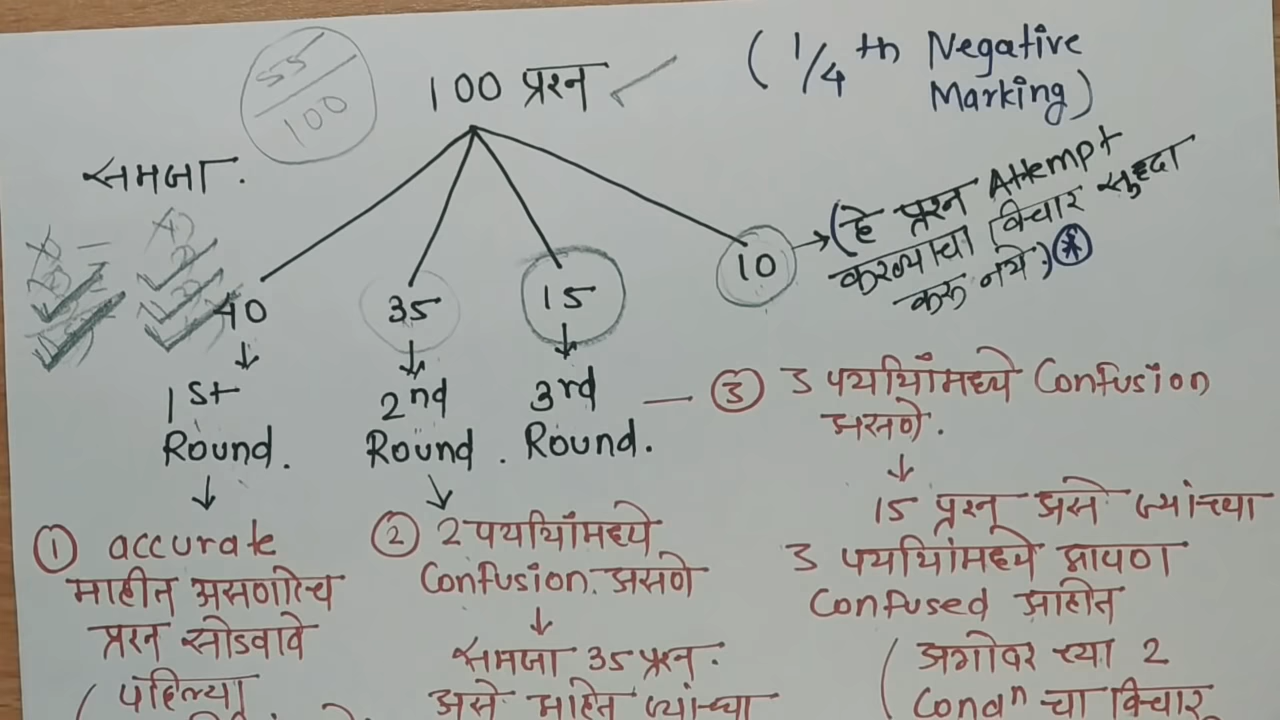 55/100
100 प्रश्न
(1/4th Negative
Marking)
समजा.
40
35
15
10
(हे प्रश्न Attempt
करण्याचा विचार सुद्दा
करू नये.)
1st
Round.
2nd
Round.
3rd
Round.
① accurate
माहीत असणारेच
प्रश्न सोडवावे
(पहिल्या
② 2 पर्यायांमध्ये
Confusion. असणे
समजा 35 प्रश्न.
असे माहित ज्यांच्या
③ 3 पर्यायांमध्ये Confusion
असणे.
15 प्रश्न असे ज्यांच्या
3 पर्यायांमध्ये आपण
Confused आहोत
(अगोदर च्या 2
Condn चा विचार